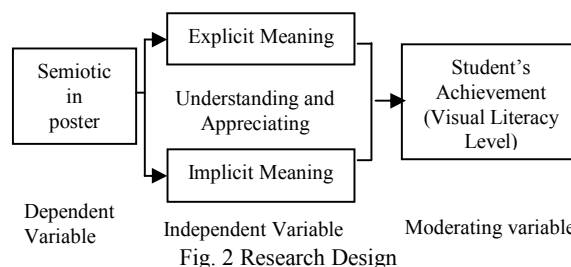 Semiotic
in
poster
Explicit Meaning
Understanding and
Appreciating
Implicit Meaning
Student’s
Achievement
(Visual Literacy
Level)
Dependent
Variable
Independent Variable
Moderating variable
Fig. 2 Research Design